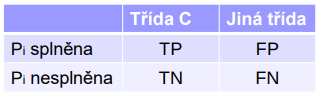 Třída C Jiná třída
Pi splněna TP FP
Pi nesplněna TN FN